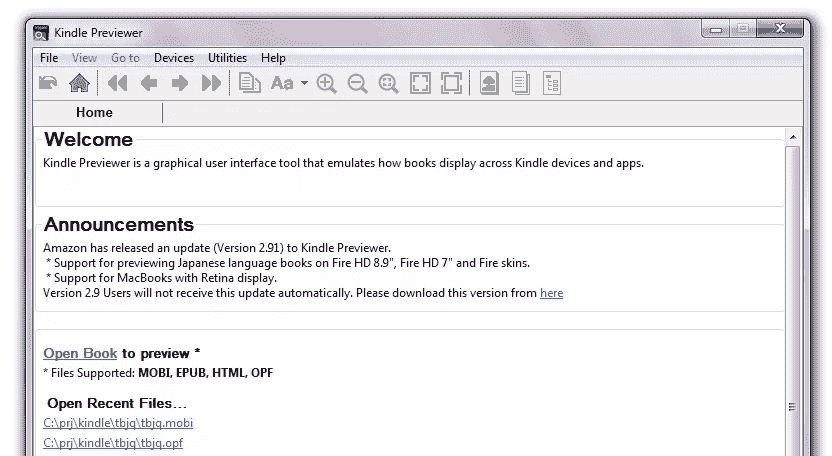 Kindle Previewer
File View Go to Devices Utilities Help
Aa
Home
Welcome
Kindle Previewer is a graphical user interface tool that emulates how books display across Kindle devices and apps.
Announcements
Amazon has released an update (Version 2.91) to Kindle Previewer.
* Support for previewing Japanese language books on Fire HD 8.9", Fire HD 7" and Fire skins.
* Support for MacBooks with Retina display.
Version 2.9 Users will not receive this update automatically. Please download this version from here
Open Book to preview *
* Files Supported: MOBI, EPUB, HTML, OPF
Open Recent Files...
C:\prj\kindle\tbjq\tbjq.mobi
C:\prj\kindle\tbjq\tbjq.opf